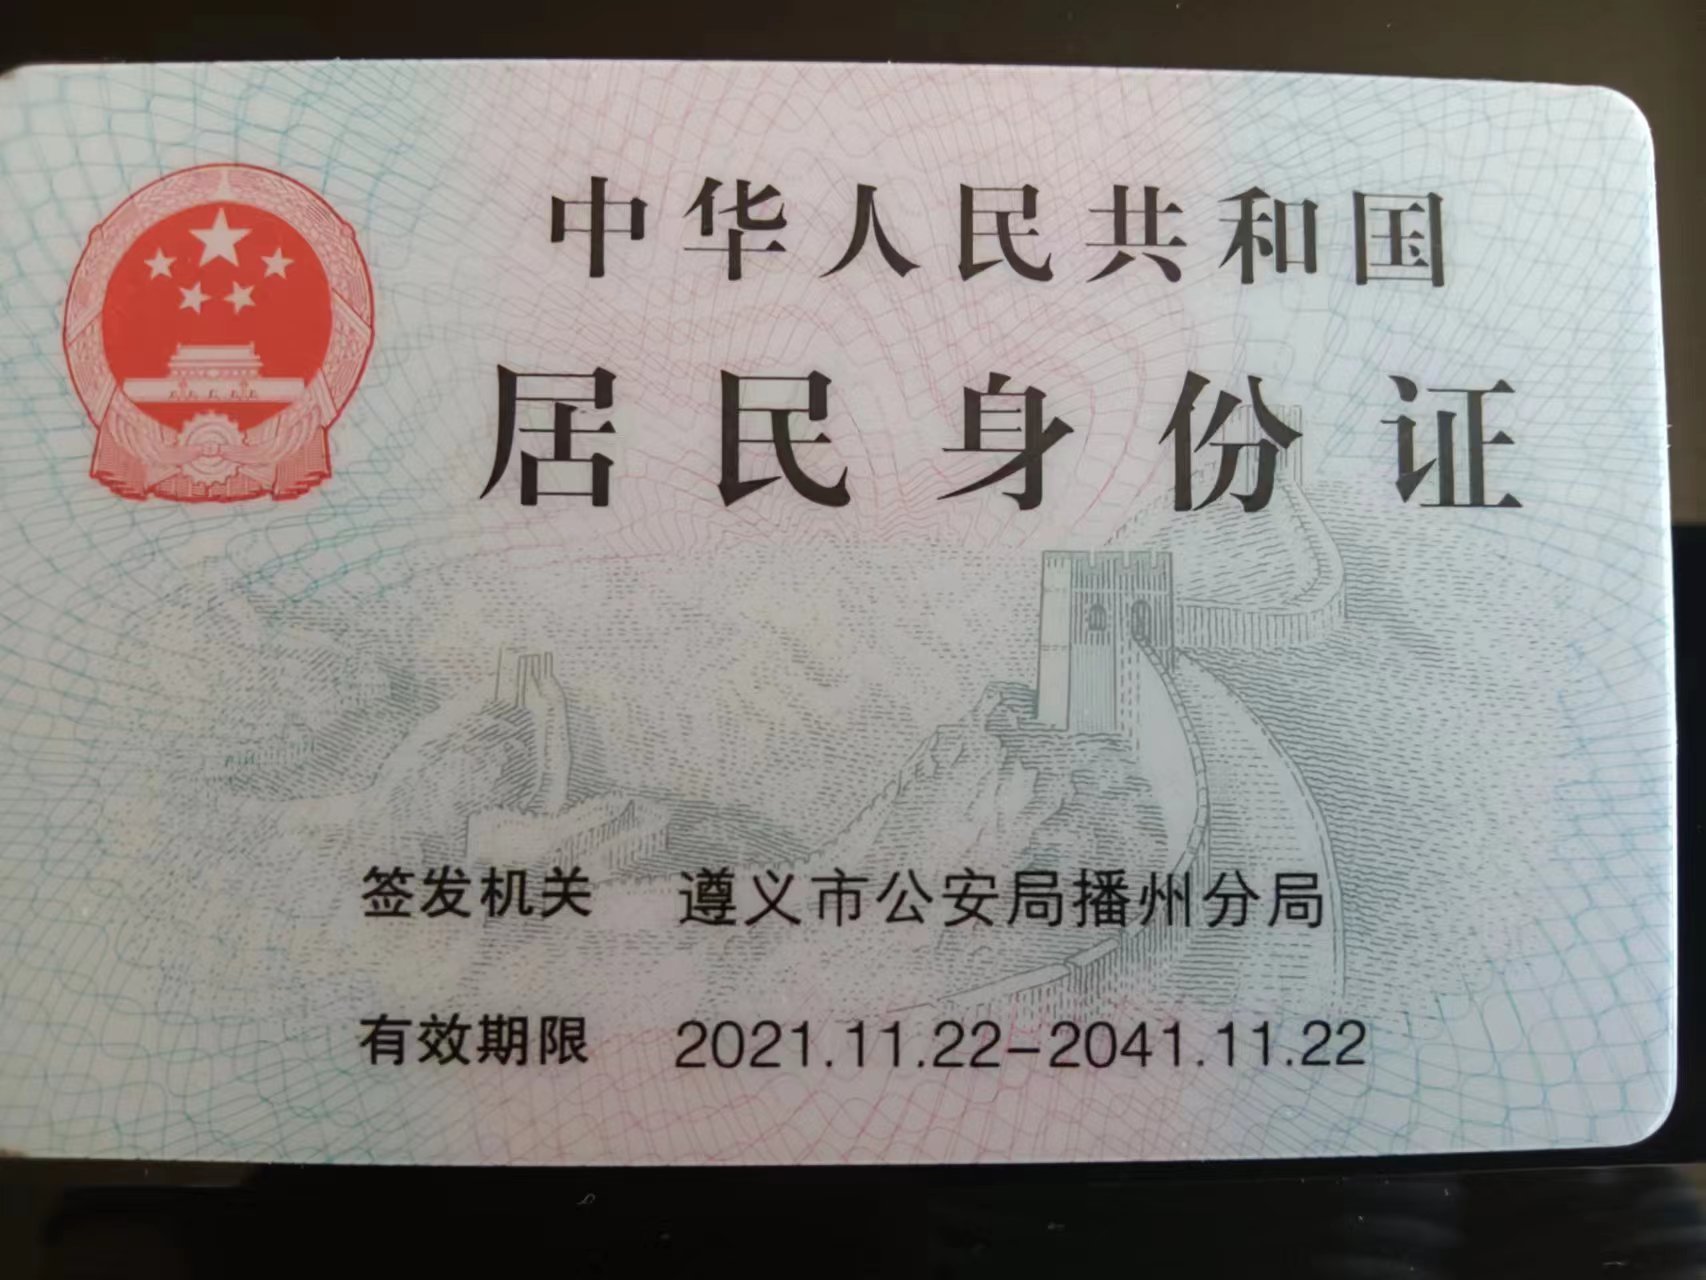 中华人民共和国
居民身份证
签发机关 遵义市公安局播州分局
有效期限 2021.11.22-2041.11.22